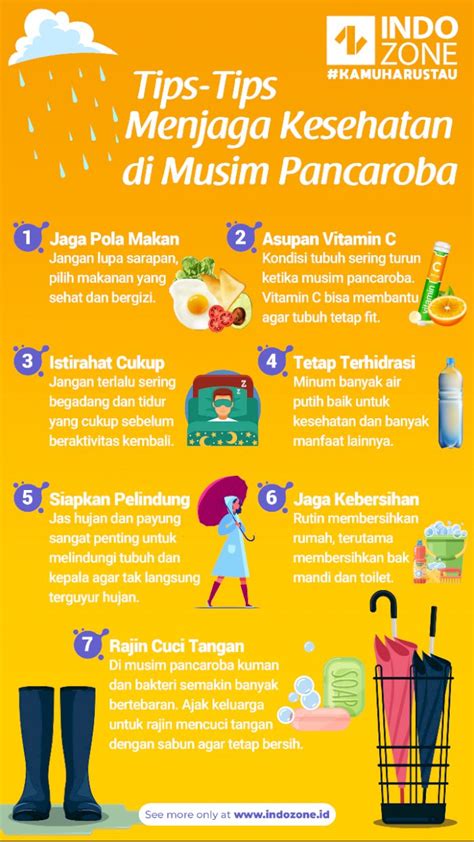 INDO
ZONE
#KAMUHARUSTAU
Tips-Tips
Menjaga Kesehatan
di Musim Pancaroba
1 Jaga Pola Makan
Jangan lupa sarapan,
pilih makanan yang
sehat dan bergizi.
2 Asupan Vitamin C
Kondisi tubuh sering turun
ketika musim pancaroba.
Vitamin C bisa membantu
agar tubuh tetap fit.
C
vitamin
3 Istirahat Cukup
Jangan terlalu sering
begadang dan tidur
yang cukup sebelum
beraktivitas kembali.
z
z
4 Tetap Terhidrasi
Minum banyak air
putih baik untuk
kesehatan dan banyak
manfaat lainnya.
5 Siapkan Pelindung
Jas hujan dan payung
sangat penting untuk
melindungi tubuh dan
kepala agar tak langsung
terguyur hujan.
6 Jaga Kebersihan
Rutin membersihkan
rumah, terutama
membersihkan bak
mandi dan toilet.
7 Rajin Cuci Tangan
Di musim pancaroba kuman
dan bakteri semakin banyak
bertebaran. Ajak keluarga
untuk rajin mencuci tangan
dengan sabun agar tetap bersih.
SOAP
See more only at www.indozone.id